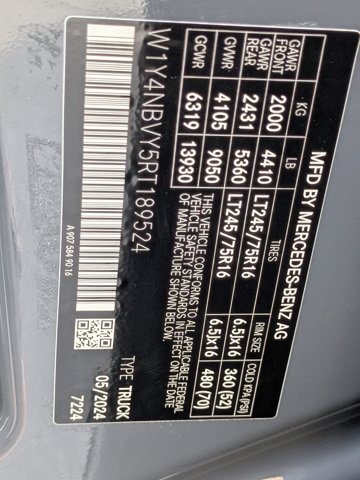 MFD BY MERCEDES-BENZ AG
KG LB TIRES RIM SIZE COLD KPA (PSI)
GAWR FRONT 2000 4410 LT245/75R16 6.5Jx16 360 (52)
GAWR REAR 2431 5360 LT245/75R16 6.5Jx16 480 (70)
GVWR 4105 9050
THIS VEHICLE CONFORMS TO ALL APPLICABLE FEDERAL MOTOR
VEHICLE SAFETY STANDARDS IN EFFECT ON THE DATE
OF MANUFACTURE SHOWN BELOW.
GCWR 6319 13930
W1Y4NBVY5RT189524 TYPE TRUCK
05/2024
7224
A 907 584 90 16